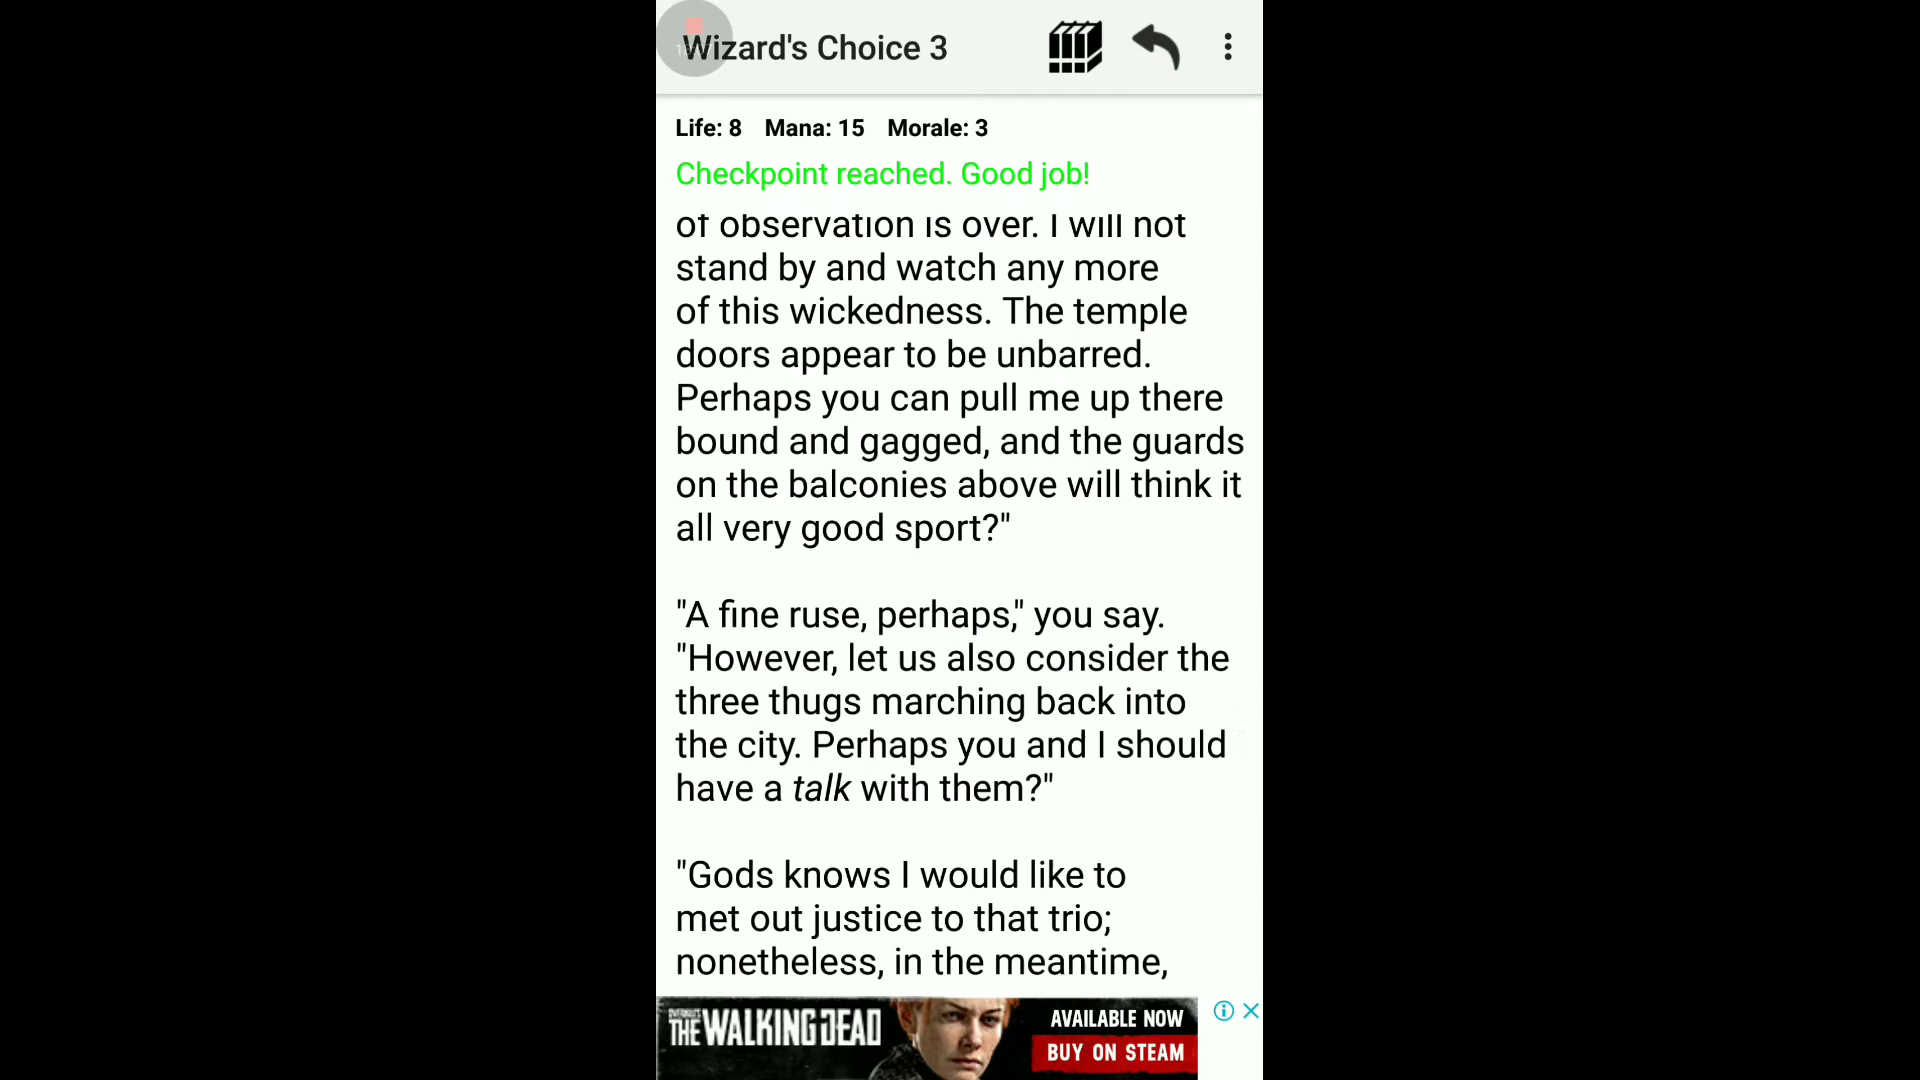 Wizard's Choice 3
Life: 8 Mana: 15 Morale: 3
Checkpoint reached. Good job!
of observation is over. I will not
stand by and watch any more
of this wickedness. The temple
doors appear to be unbarred.
Perhaps you can pull me up there
bound and gagged, and the guards
on the balconies above will think it
all very good sport?"
"A fine ruse, perhaps," you say.
"However, let us also consider the
three thugs marching back into
the city. Perhaps you and I should
have a talk with them?"
"Gods knows I would like to
met out justice to that trio;
nonetheless, in the meantime,
OVERKILL'S
THE WALKING DEAD
AVAILABLE NOW
BUY ON STEAM